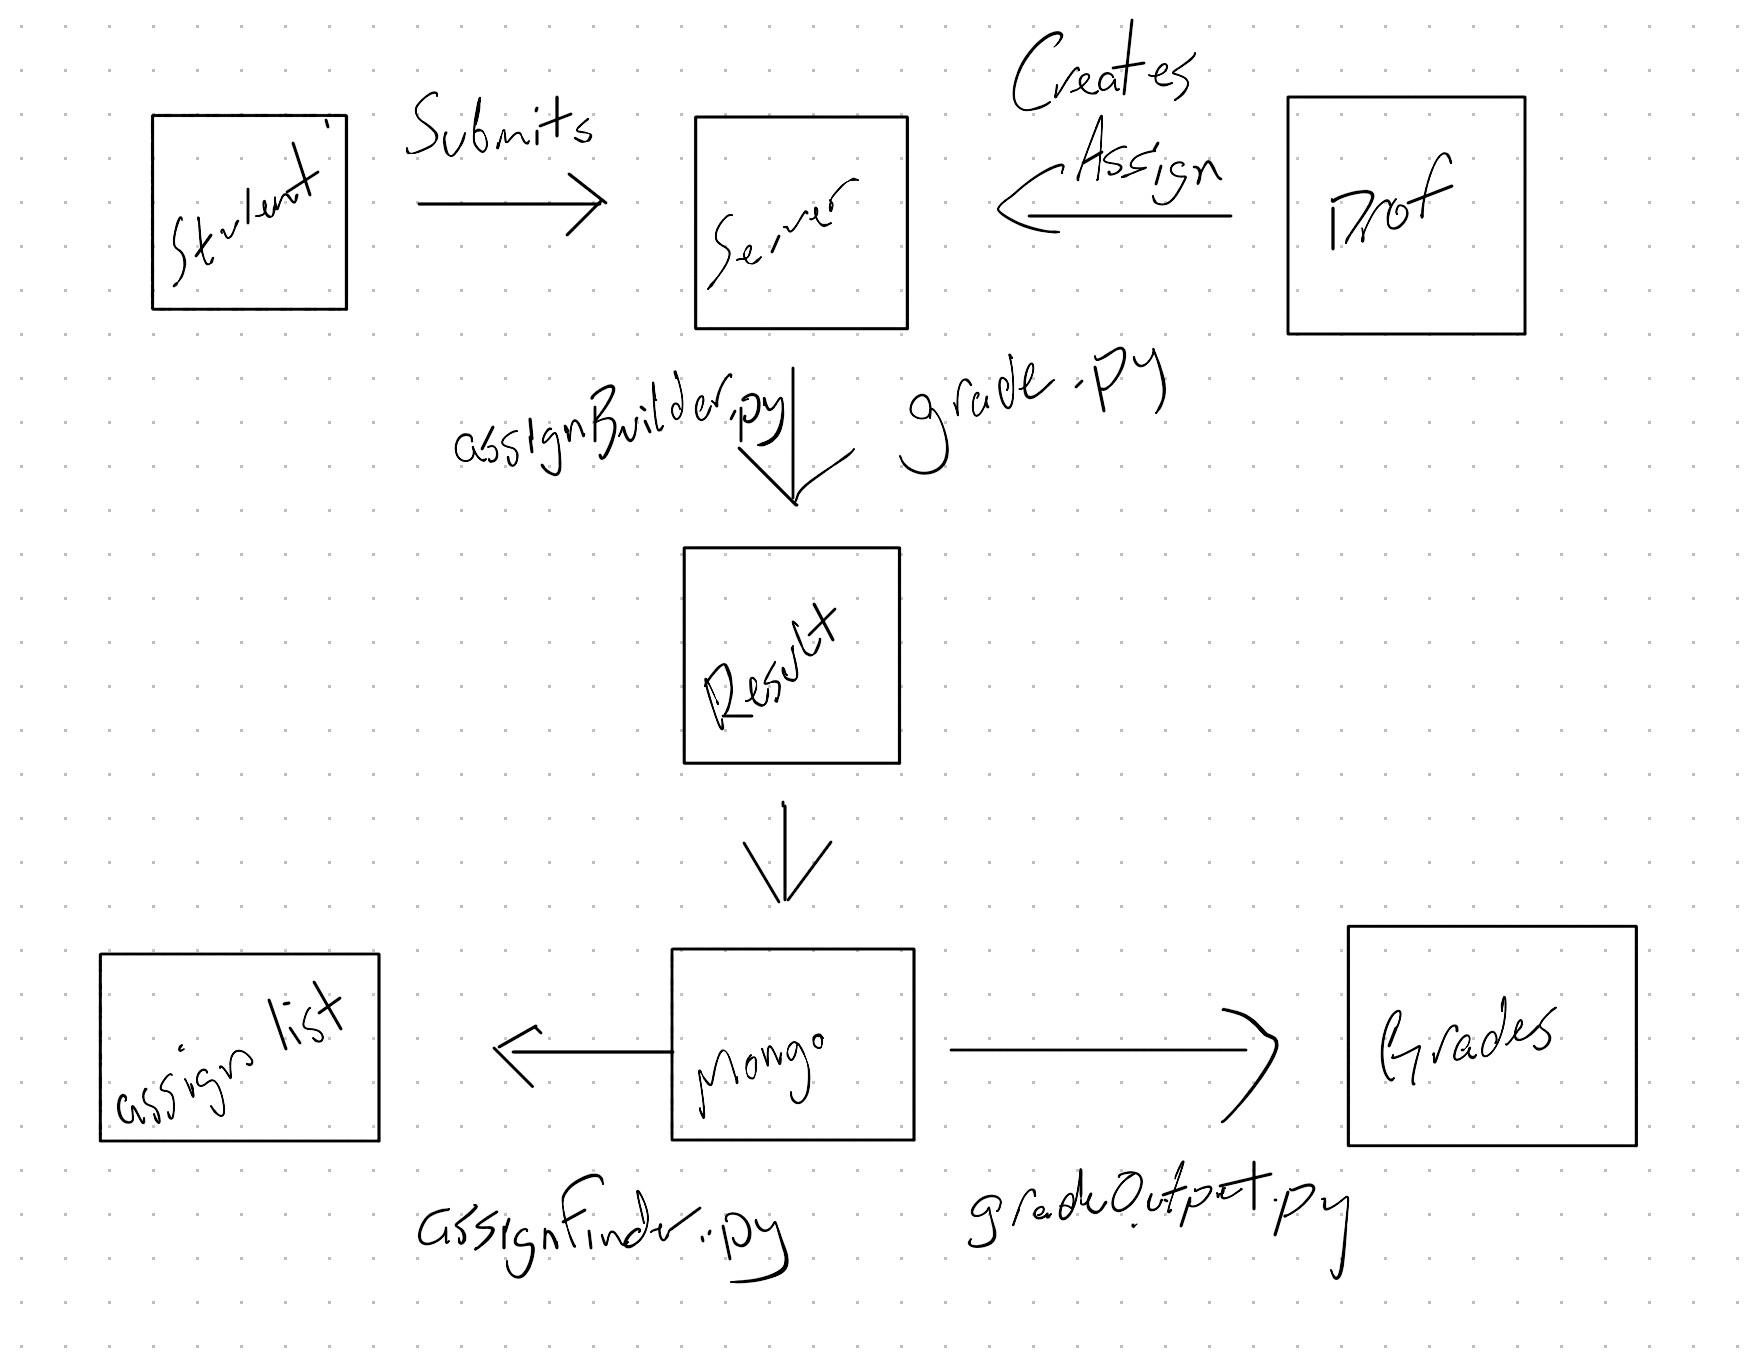 Creates
Submits
Assign
Student
Server
Prof
assignBuilder.py
grade.py
Result
assign list
Mongo
Grades
assignFinder.py
gradeOutput.py